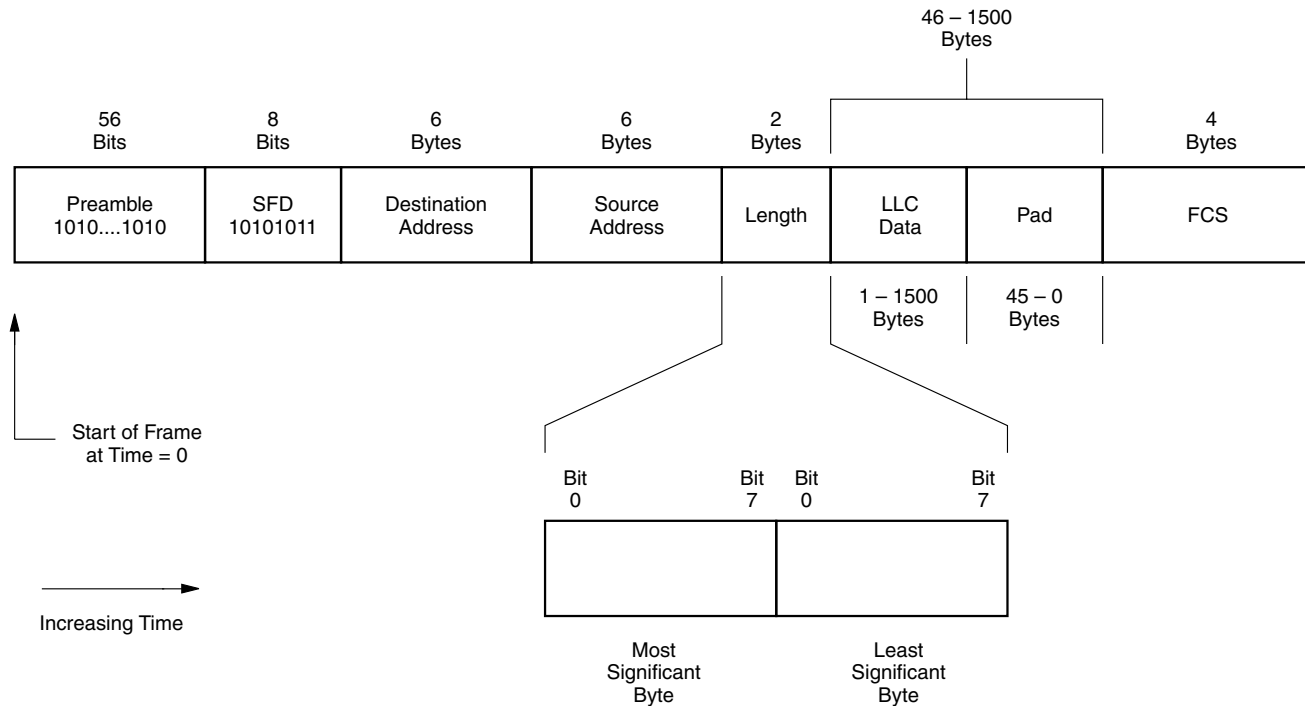 46 – 1500
Bytes
56
Bits
8
Bits
6
Bytes
6
Bytes
2
Bytes
4
Bytes
Preamble
1010....1010
SFD
10101011
Destination
Address
Source
Address
Length
LLC
Data
Pad
FCS
1 – 1500
Bytes
45 – 0
Bytes
Start of Frame
at Time = 0
Bit
0
Bit
7
Bit
0
Bit
7
Increasing Time
Most
Significant
Byte
Least
Significant
Byte